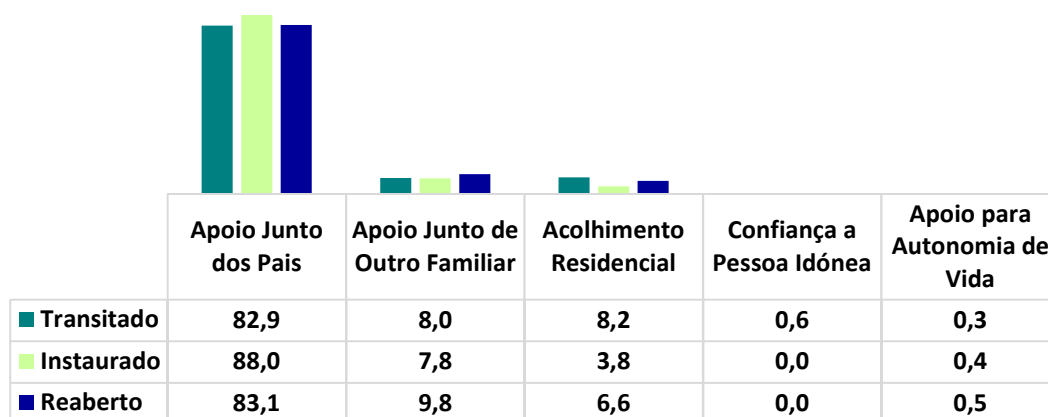 Apoio Junto
dos Pais
Apoio Junto de
Outro Familiar
Acolhimento
Residencial
Confiança a
Pessoa Idónea
Apoio para
Autonomia de
Vida
Transitado 82,9 8,0 8,2 0,6 0,3
Instaurado 88,0 7,8 3,8 0,0 0,4
Reaberto 83,1 9,8 6,6 0,0 0,5